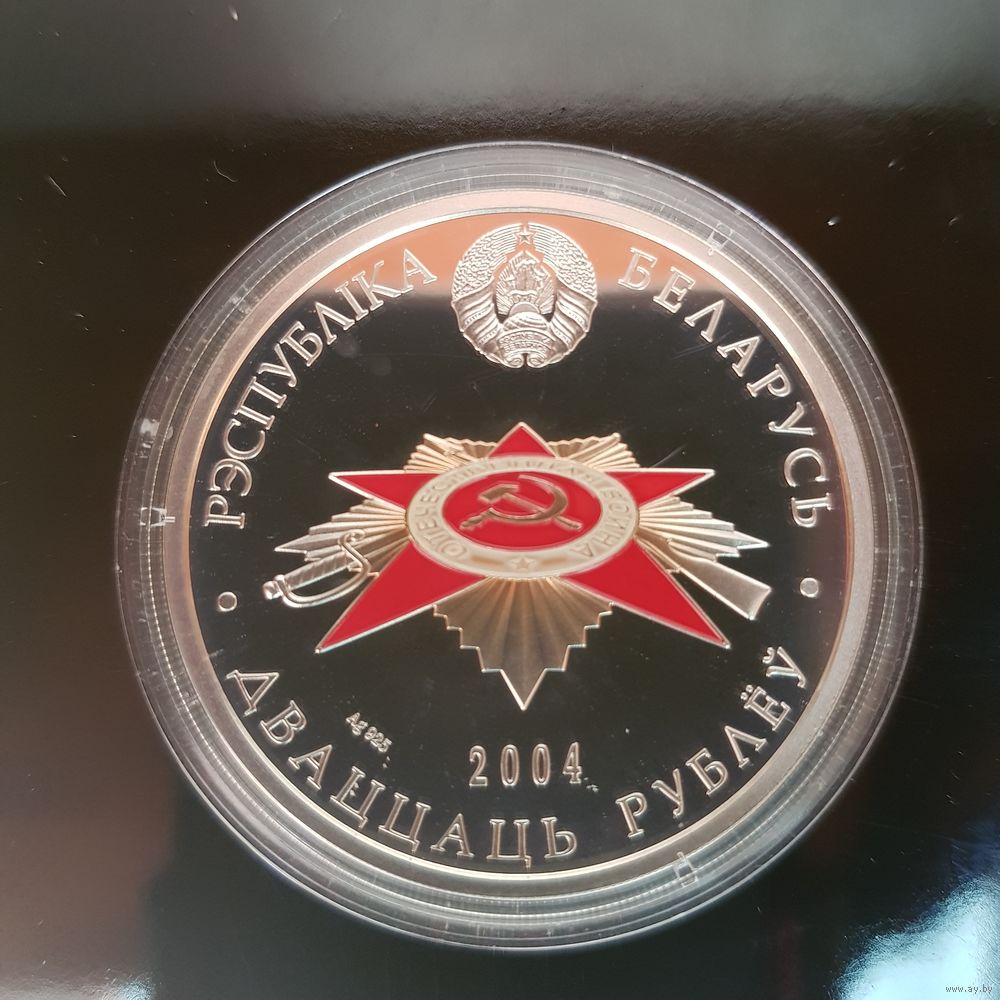 РЭСПУБЛІКА БЕЛАРУСЬ
ОТЕЧЕСТВЕННАЯ ВОЙНА
Ag 925
2004
ДВАЦЦАЦЬ РУБЛЁЎ
www.ay.by